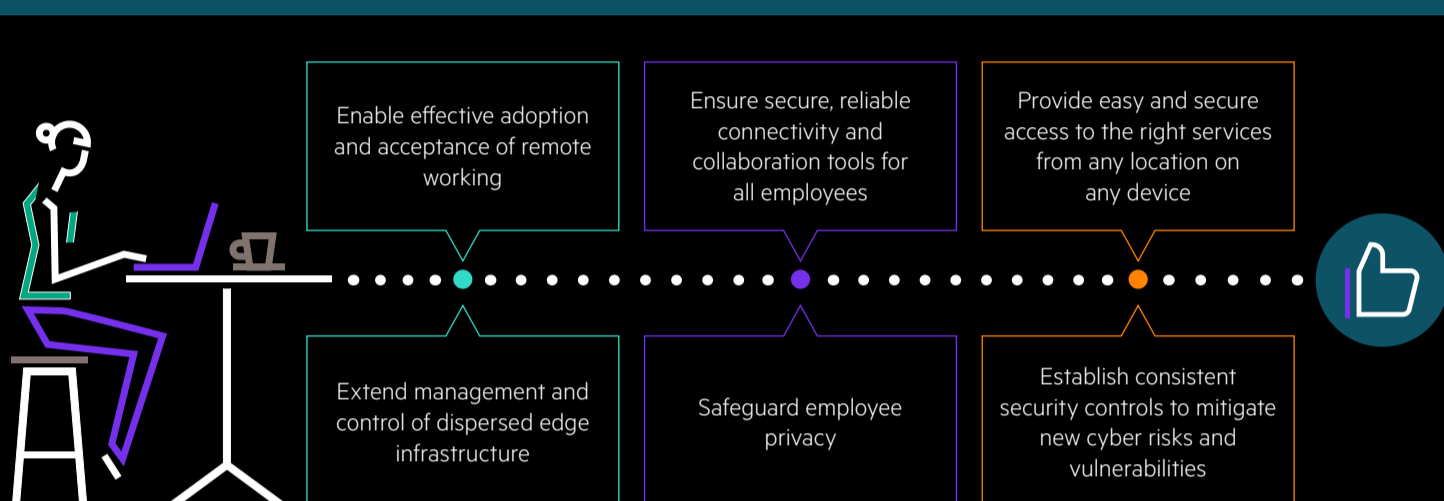 Enable effective adoption
and acceptance of remote
working
Ensure secure, reliable
connectivity and
collaboration tools for
all employees
Provide easy and secure
access to the right services
from any location on
any device
Extend management and
control of dispersed edge
infrastructure
Safeguard employee
privacy
Establish consistent
security controls to mitigate
new cyber risks and
vulnerabilities